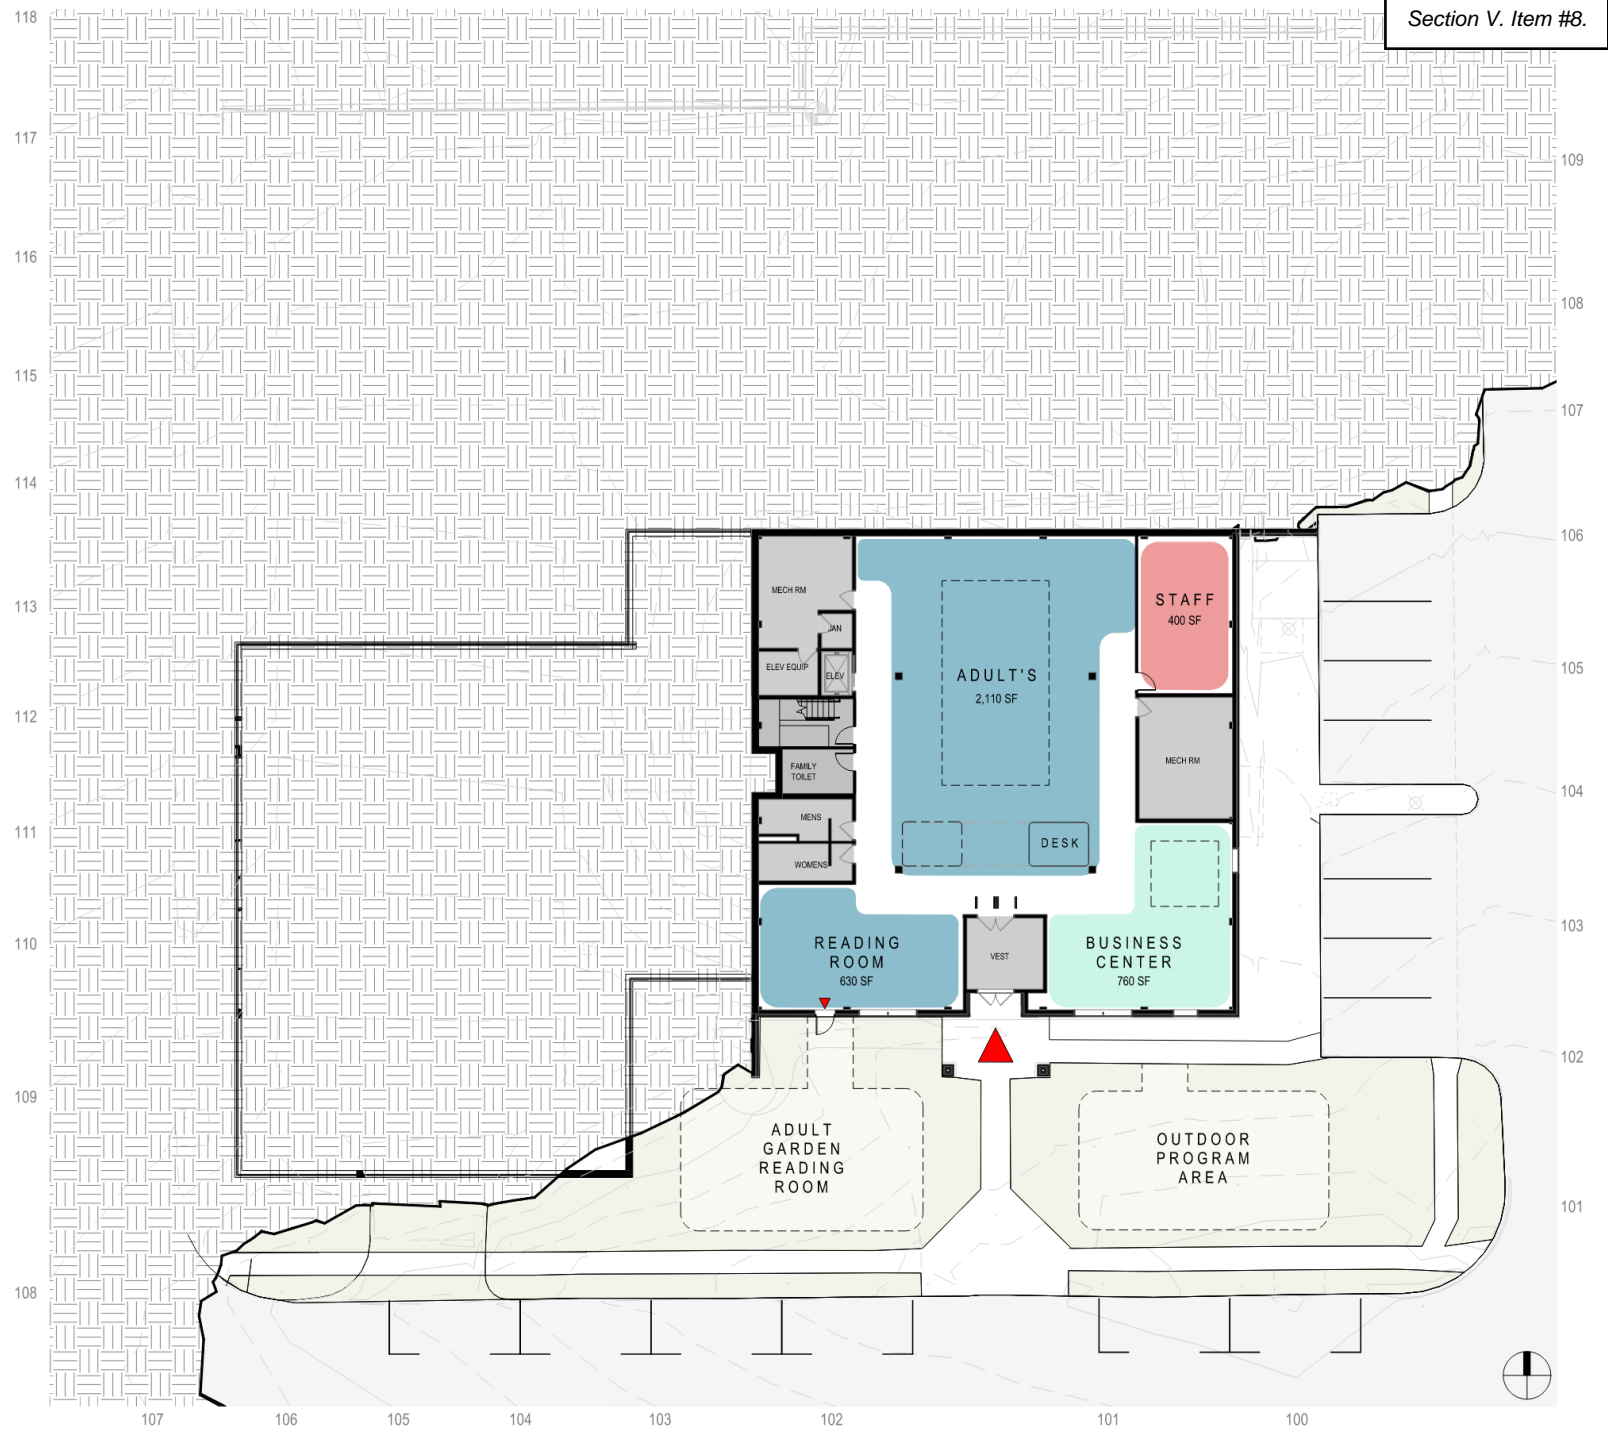 Section V. Item #8.
118
117
116
115
114
113
112
111
110
109
108
109
108
107
106
105
104
103
102
101
107
106
105
104
103
102
101
100
MECH RM
JAN
ELEV EQUIP
ELEV
FAMILY
TOILET
MENS
WOMENS
ADULT'S
2,110 SF
DESK
STAFF
400 SF
MECH RM
READING
ROOM
630 SF
VEST
BUSINESS
CENTER
760 SF
ADULT
GARDEN
READING
ROOM
OUTDOOR
PROGRAM
AREA